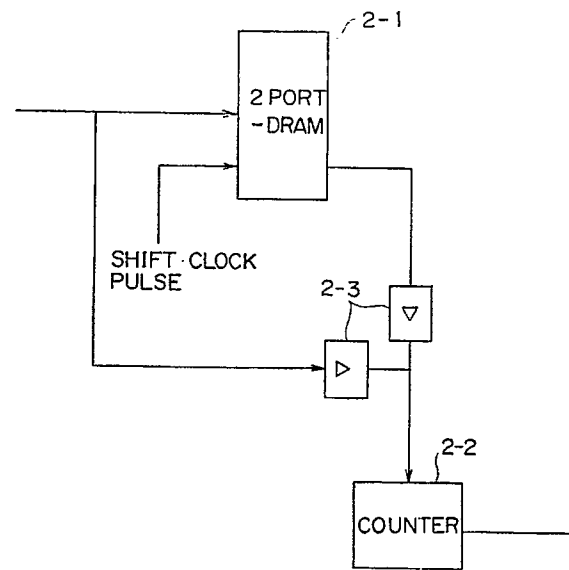 2-1
2 PORT
-DRAM
SHIFT·CLOCK
PULSE
2-3
2-2
COUNTER